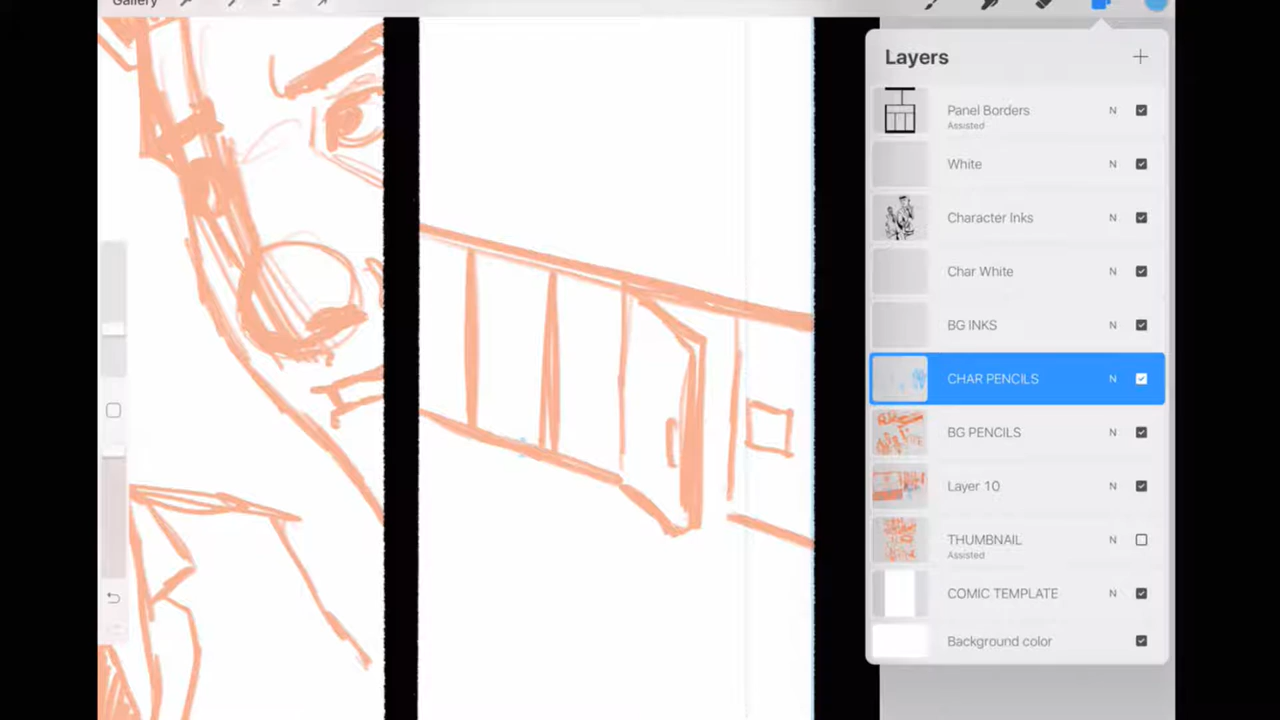 Gallery
Layers
Panel Borders N
Assisted
White N
Character Inks N
Char White N
BG INKS N
CHAR PENCILS N
BG PENCILS N
Layer 10 N
THUMBNAIL N
Assisted
COMIC TEMPLATE N
Background color